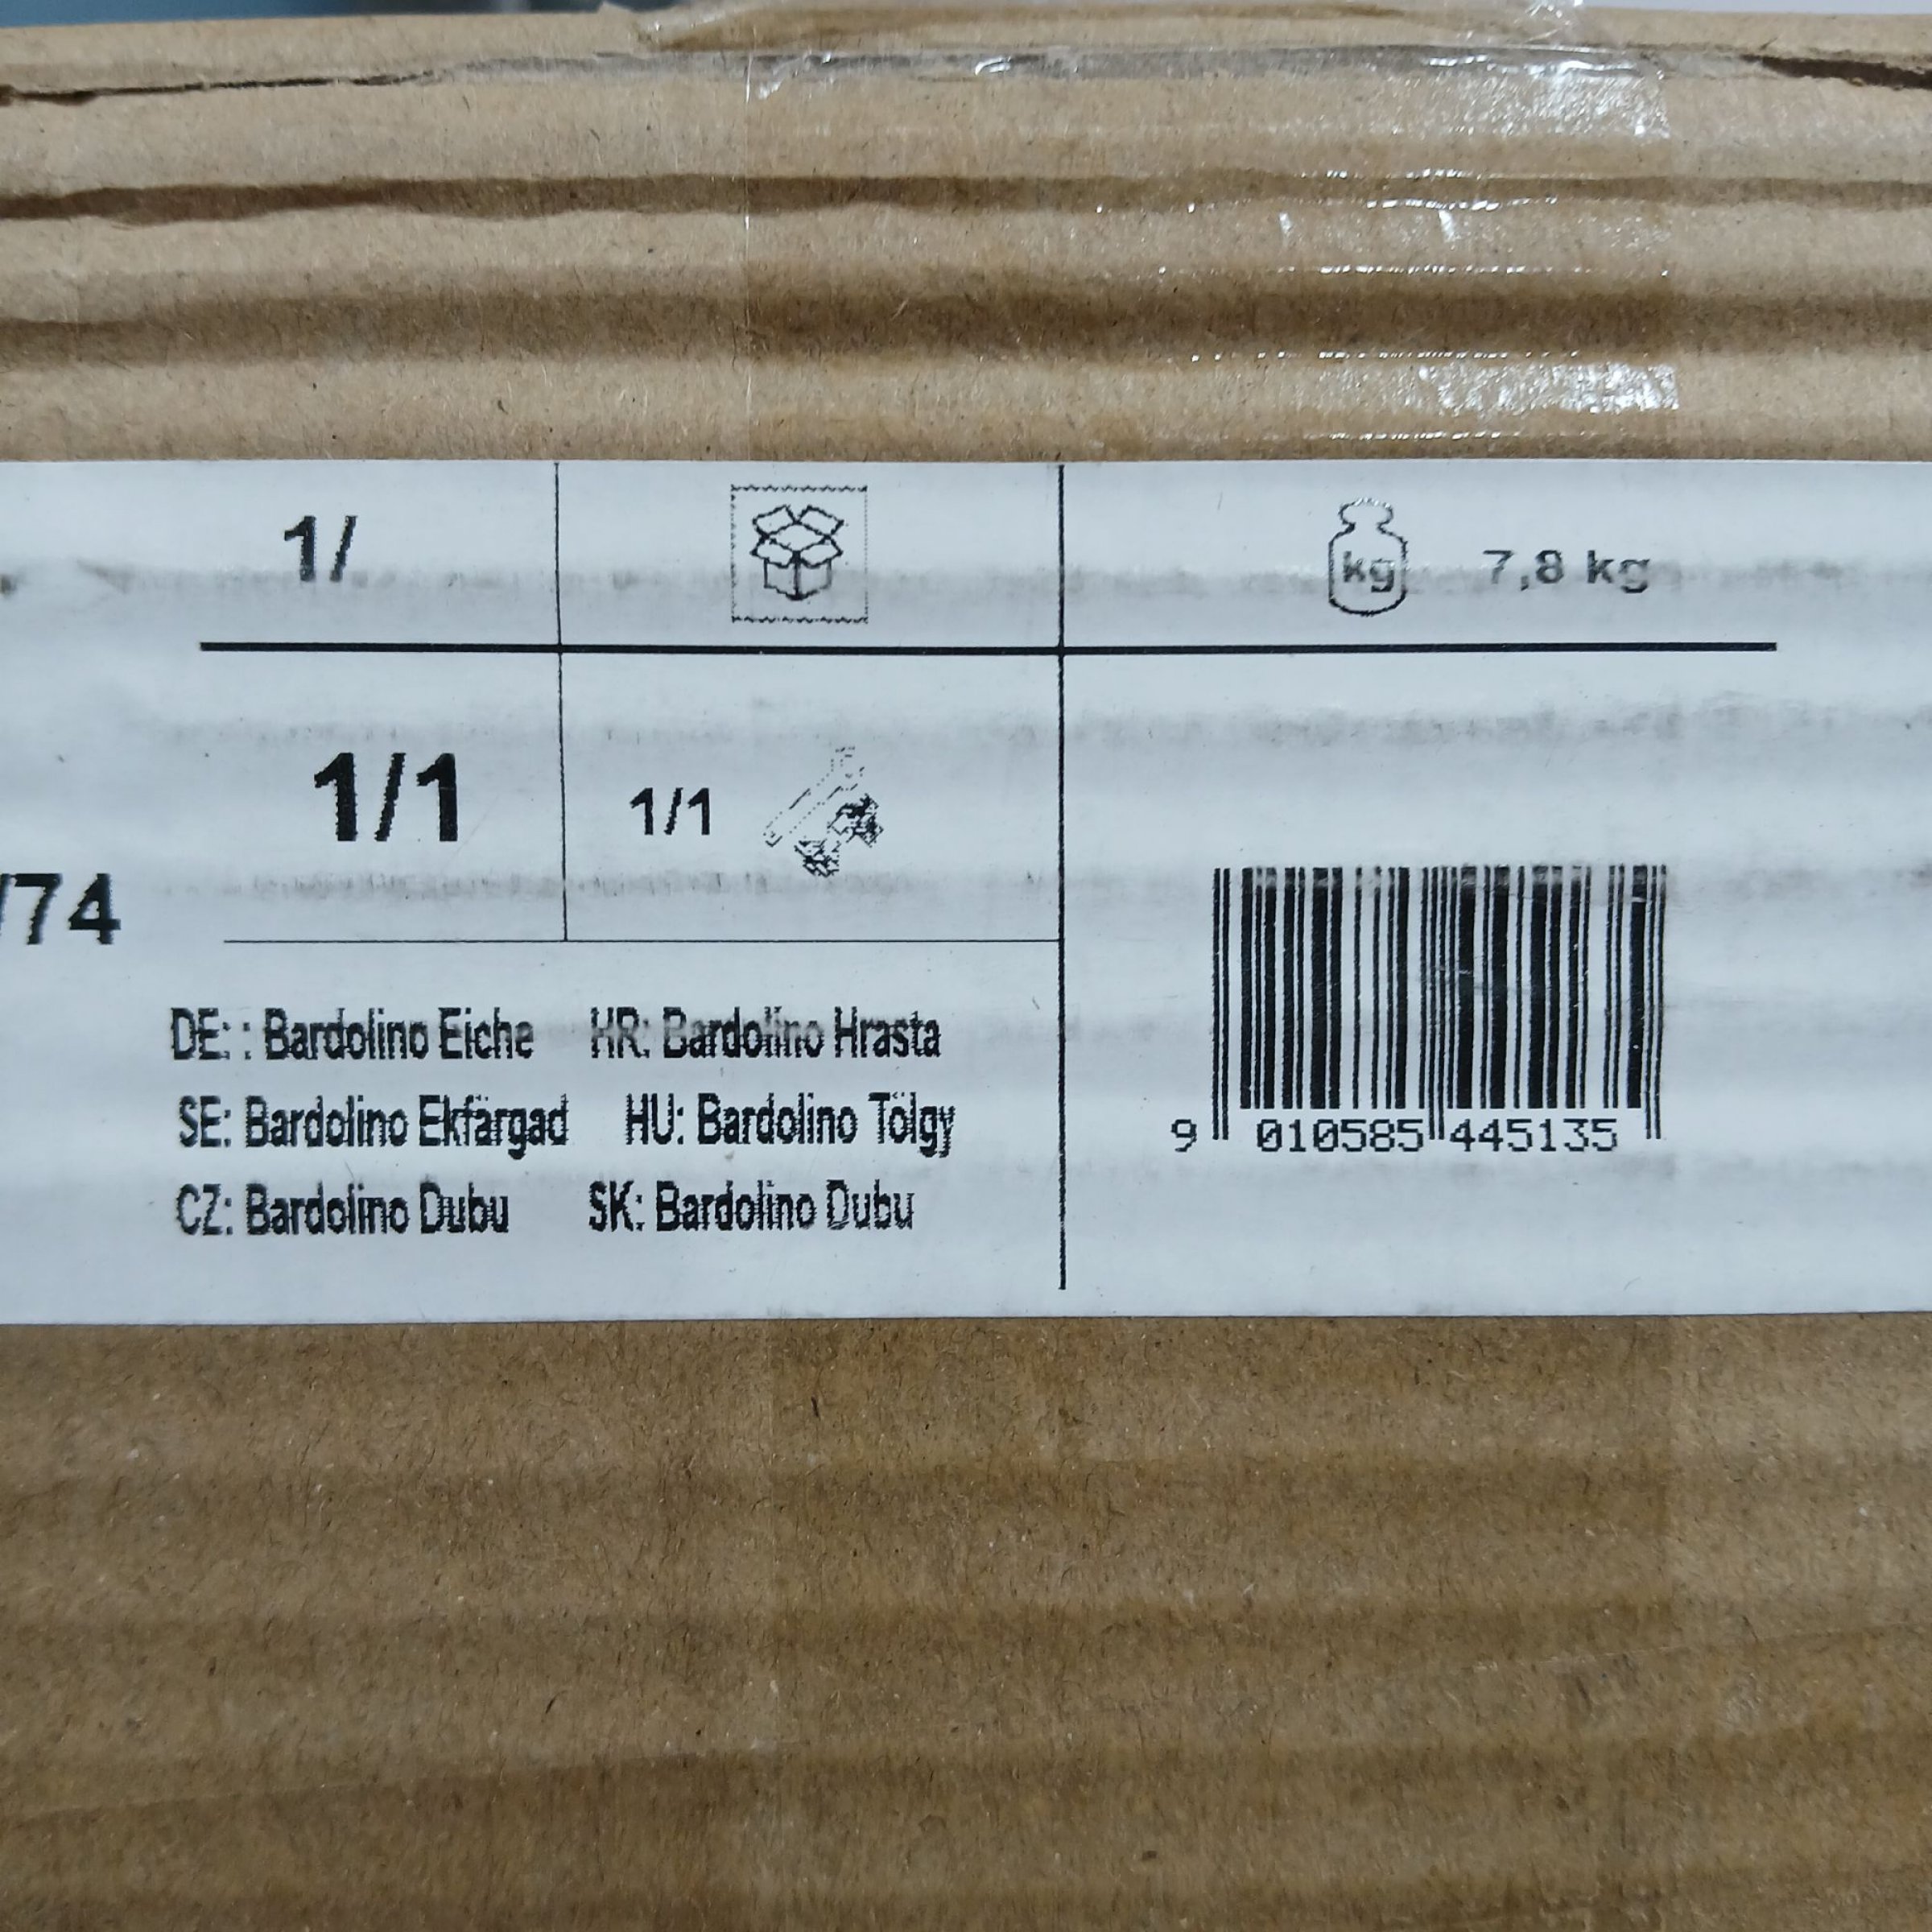 1/
kg 7,8 kg
1/1
1/1
/74
DE: : Bardolino Eiche HR: Bardolino Hrasta
SE: Bardolino Ekfärgad HU: Bardolino Tölgy
CZ: Bardolino Dubu SK: Bardolino Dubu
9 010585 445135